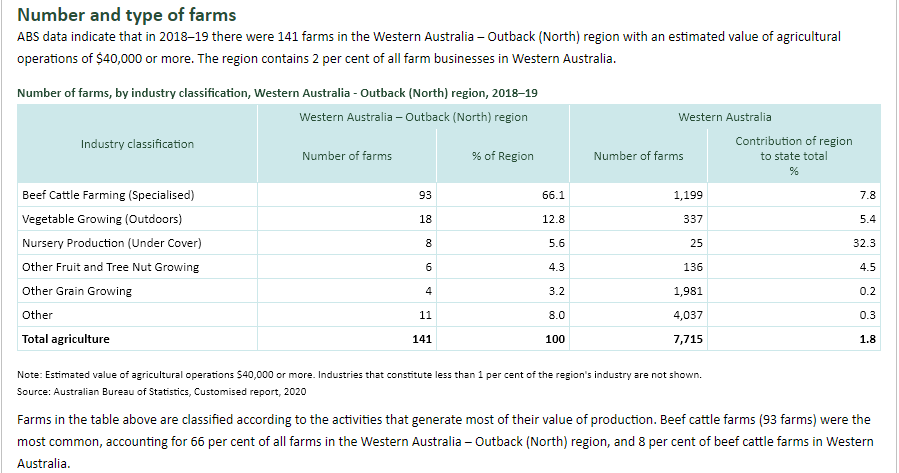 Number and type of farms
ABS data indicate that in 2018–19 there were 141 farms in the Western Australia – Outback (North) region with an estimated value of agricultural
operations of $40,000 or more. The region contains 2 per cent of all farm businesses in Western Australia.
Number of farms, by industry classification, Western Australia - Outback (North) region, 2018–19
Industry classification
Western Australia – Outback (North) region
Western Australia
Number of farms
% of Region
Number of farms
Contribution of region
to state total
%
Beef Cattle Farming (Specialised) 93 66.1 1,199 7.8
Vegetable Growing (Outdoors) 18 12.8 337 5.4
Nursery Production (Under Cover) 8 5.6 25 32.3
Other Fruit and Tree Nut Growing 6 4.3 136 4.5
Other Grain Growing 4 3.2 1,981 0.2
Other 11 8.0 4,037 0.3
Total agriculture 141 100 7,715 1.8
Note: Estimated value of agricultural operations $40,000 or more. Industries that constitute less than 1 per cent of the region's industry are not shown.
Source: Australian Bureau of Statistics, Customised report, 2020
Farms in the table above are classified according to the activities that generate most of their value of production. Beef cattle farms (93 farms) were the
most common, accounting for 66 per cent of all farms in the Western Australia – Outback (North) region, and 8 per cent of beef cattle farms in Western
Australia.